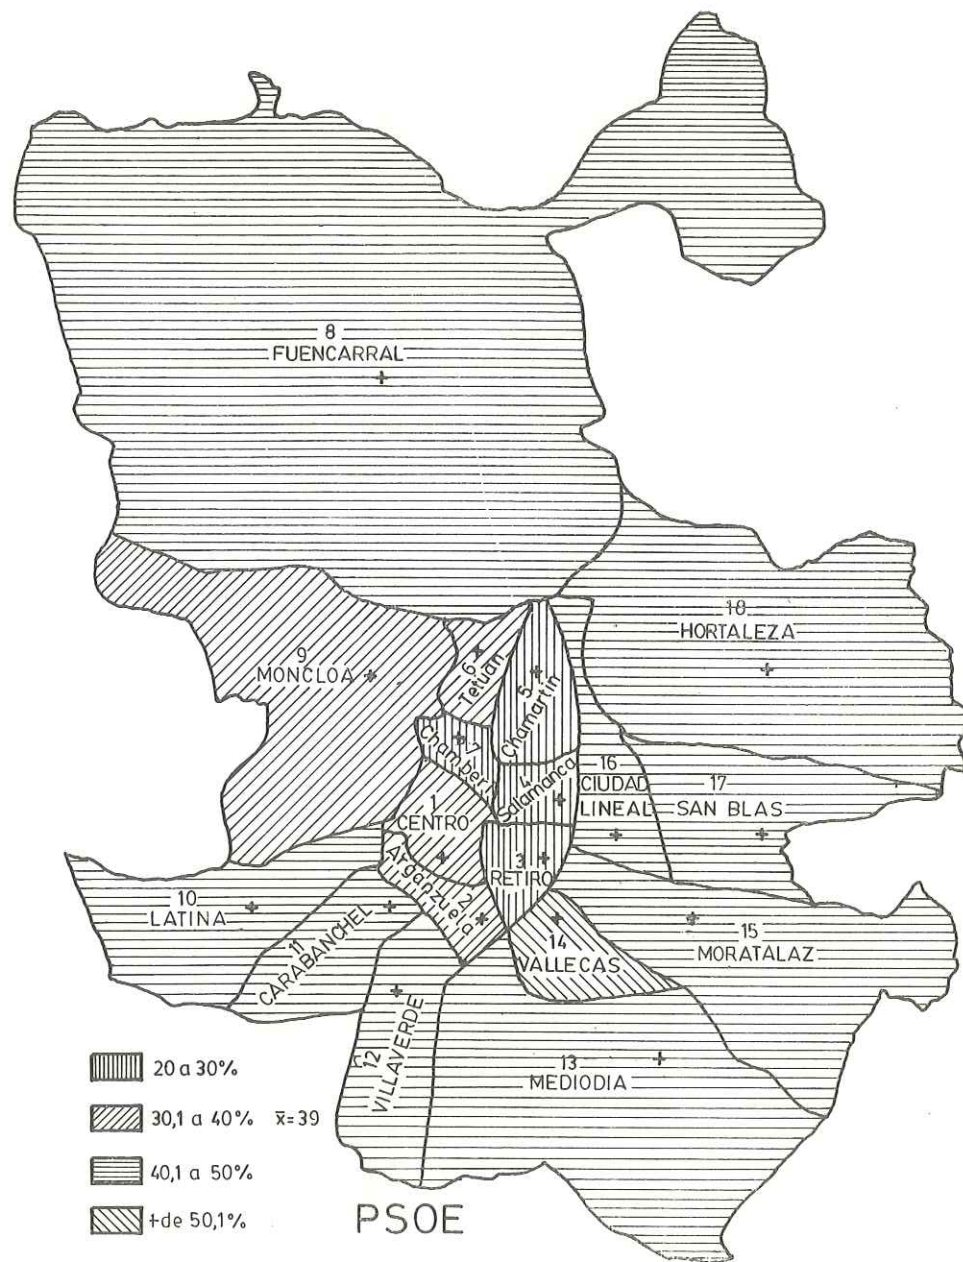 8
FUENCARRAL
18
HORTALEZA
9
MONCLOA
6
Tetuán
5
Chamartín
7
Chamberí
4
Salamanca
16
CIUDAD
LINEAL
17
SAN BLAS
1
CENTRO
3
RETIRO
2
Arganzuela
10
LATINA
11
CARABANCHEL
14
VALLECAS
15
MORATALAZ
12
VILLAVERDE
13
MEDIODIA
20 a 30%
30,1 a 40% x̄=39
40,1 a 50%
+de 50,1%
PSOE